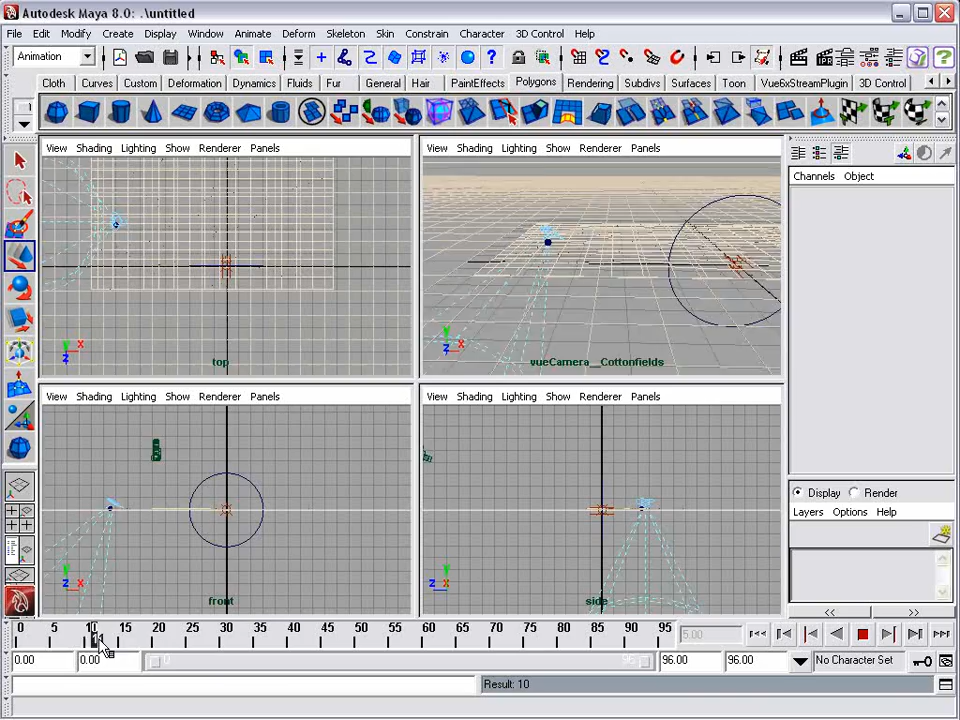 Autodesk Maya 8.0: .\untitled
File Edit Modify Create Display Window Animate Deform Skeleton Skin Constrain Character 3D Control Help
Animation
Cloth Curves Custom Deformation Dynamics Fluids Fur General Hair PaintEffects Polygons Rendering Subdivs Surfaces Toon Vue6xStreamPlugin 3D Control
View Shading Lighting Show Renderer Panels
View Shading Lighting Show Renderer Panels
Channels Object
y x z
top
y z x
vueCamera__Cottonfields
View Shading Lighting Show Renderer Panels
View Shading Lighting Show Renderer Panels
Display Render
Layers Options Help
y z x
front
y z x
side
0 5 10 15 20 25 30 35 40 45 50 55 60 65 70 75 80 85 90 95
5.00
0.00 0.00 0 96.00 96.00 No Character Set
Result: 10